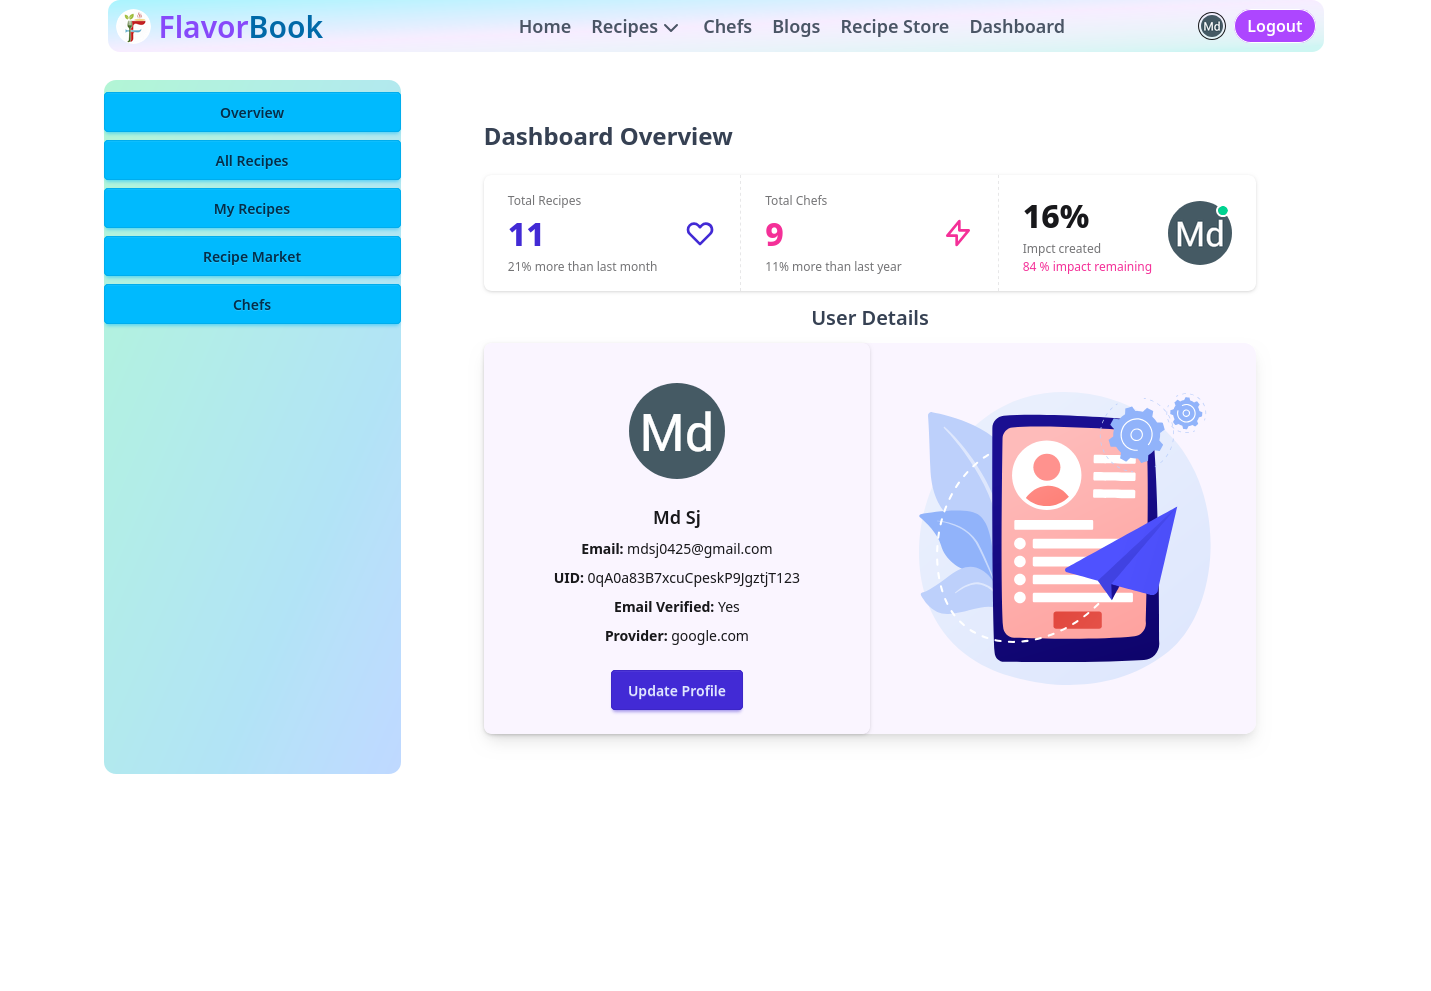 FlavorBook
Home Recipes Chefs Blogs Recipe Store Dashboard
Md
Logout
Overview
All Recipes
My Recipes
Recipe Market
Chefs
Dashboard Overview
Total Recipes
11
21% more than last month
Total Chefs
9
11% more than last year
16%
Impct created
84 % impact remaining
Md
User Details
Md
Md Sj
Email: mdsj0425@gmail.com
UID: 0qA0a83B7xcuCpeskP9JgztjT123
Email Verified: Yes
Provider: google.com
Update Profile